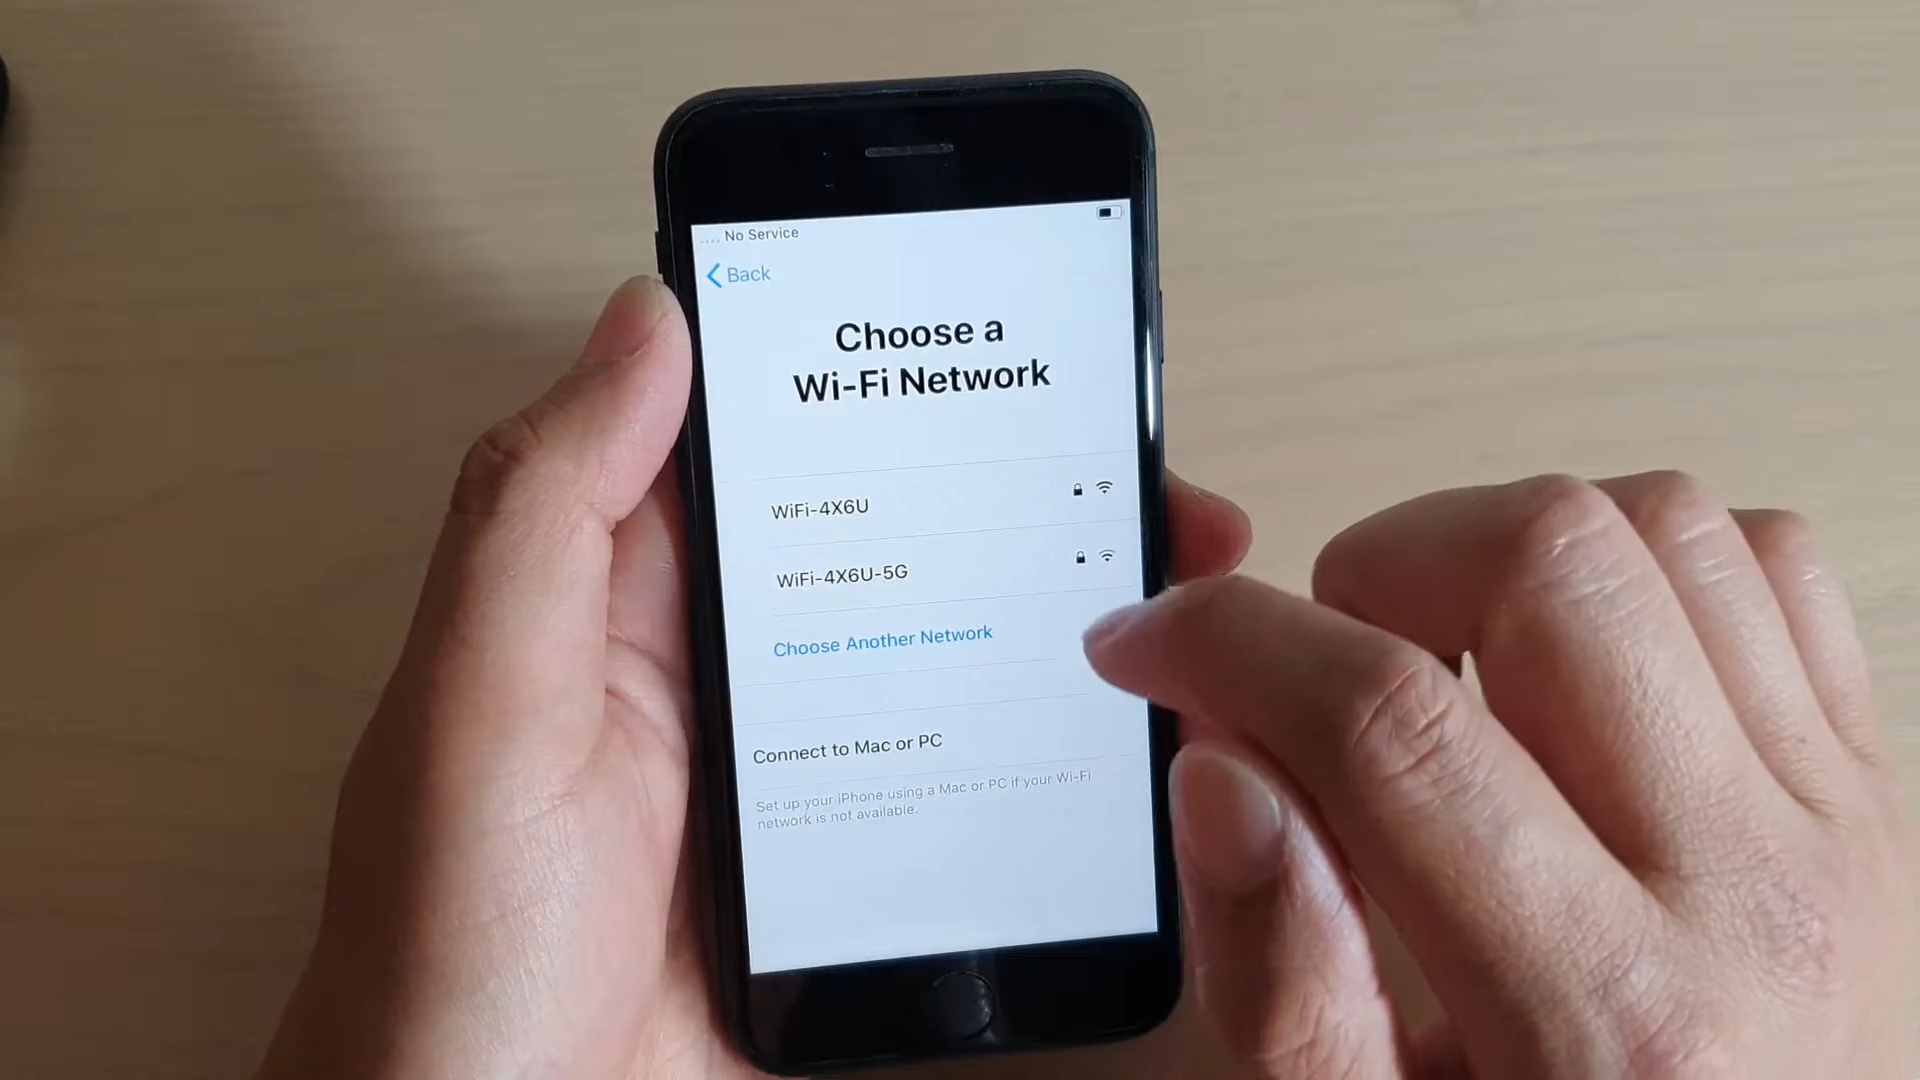 No Service
Back
Choose a
Wi-Fi Network
WiFi-4X6U
WiFi-4X6U-5G
Choose Another Network
Connect to Mac or PC
Set up your iPhone using a Mac or PC if your Wi-Fi
network is not available.